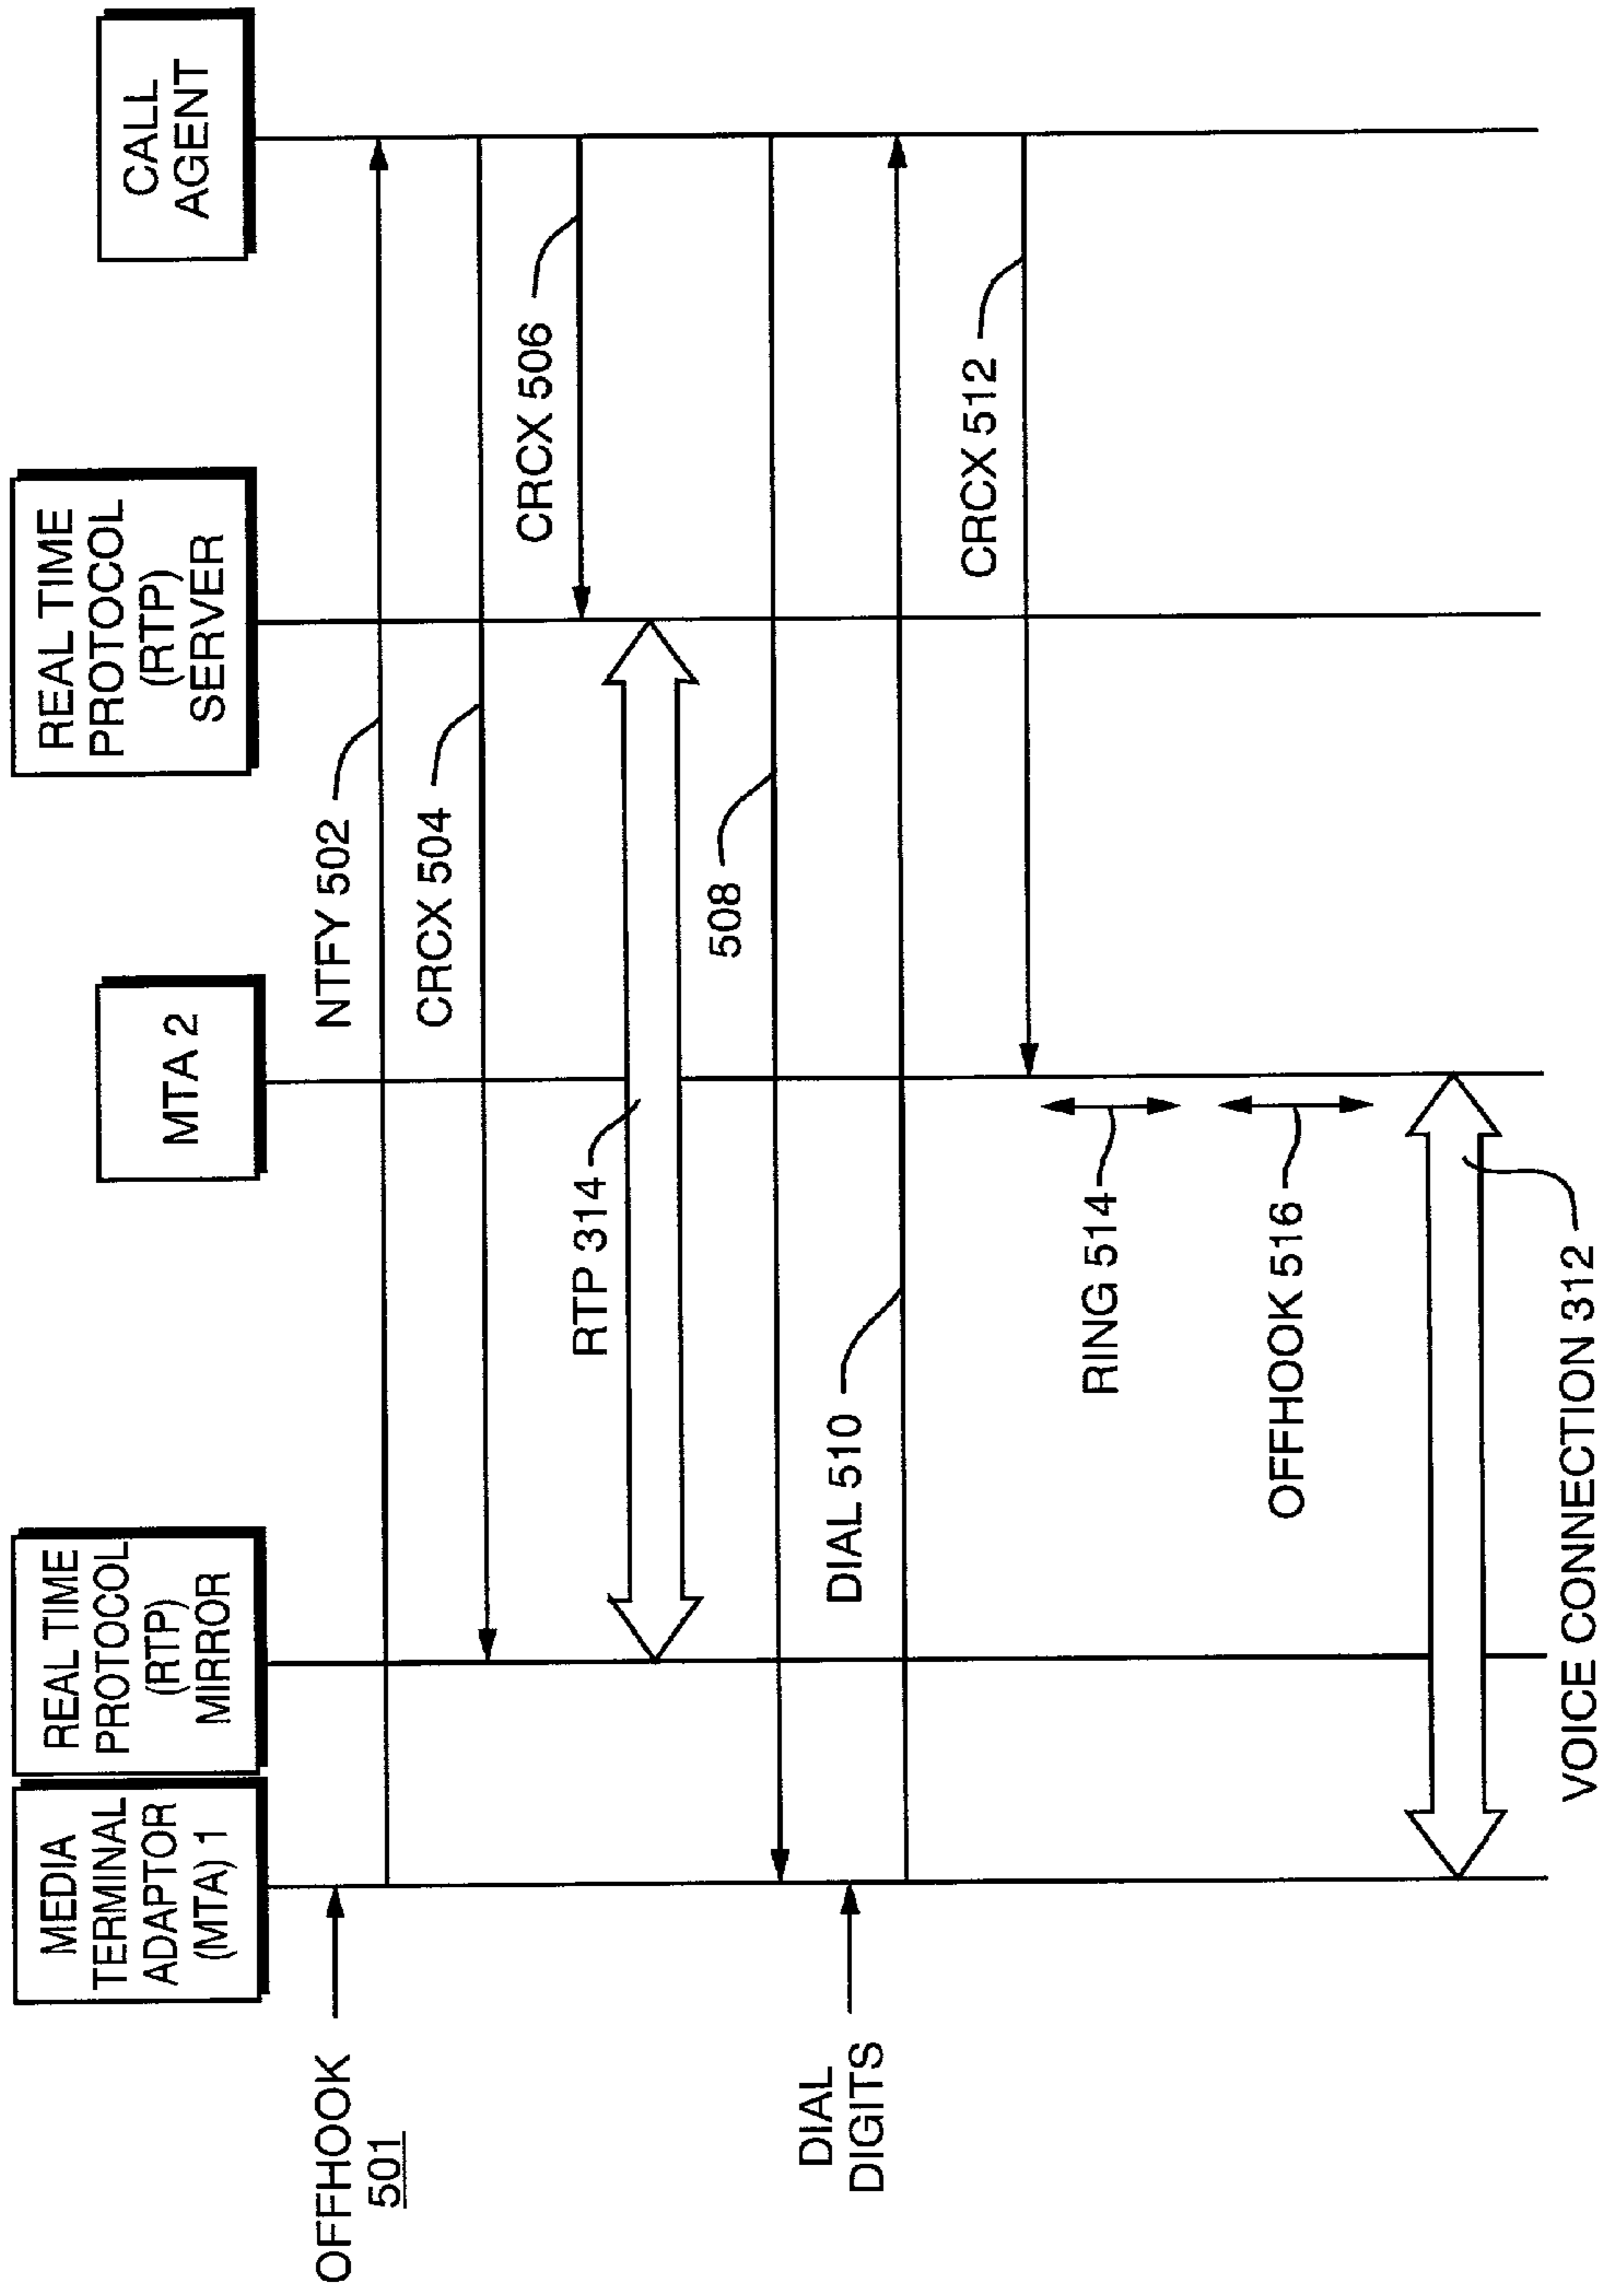 MEDIA
TERMINAL
ADAPTOR
(MTA) 1
REAL TIME
PROTOCOL
(RTP)
MIRROR
MTA 2
REAL TIME
PROTOCOL
(RTP)
SERVER
CALL
AGENT
OFFHOOK
501
NTFY 502
CRCX 504
CRCX 506
RTP 314
508
DIAL
DIGITS
DIAL 510
CRCX 512
RING 514
OFFHOOK 516
VOICE CONNECTION 312